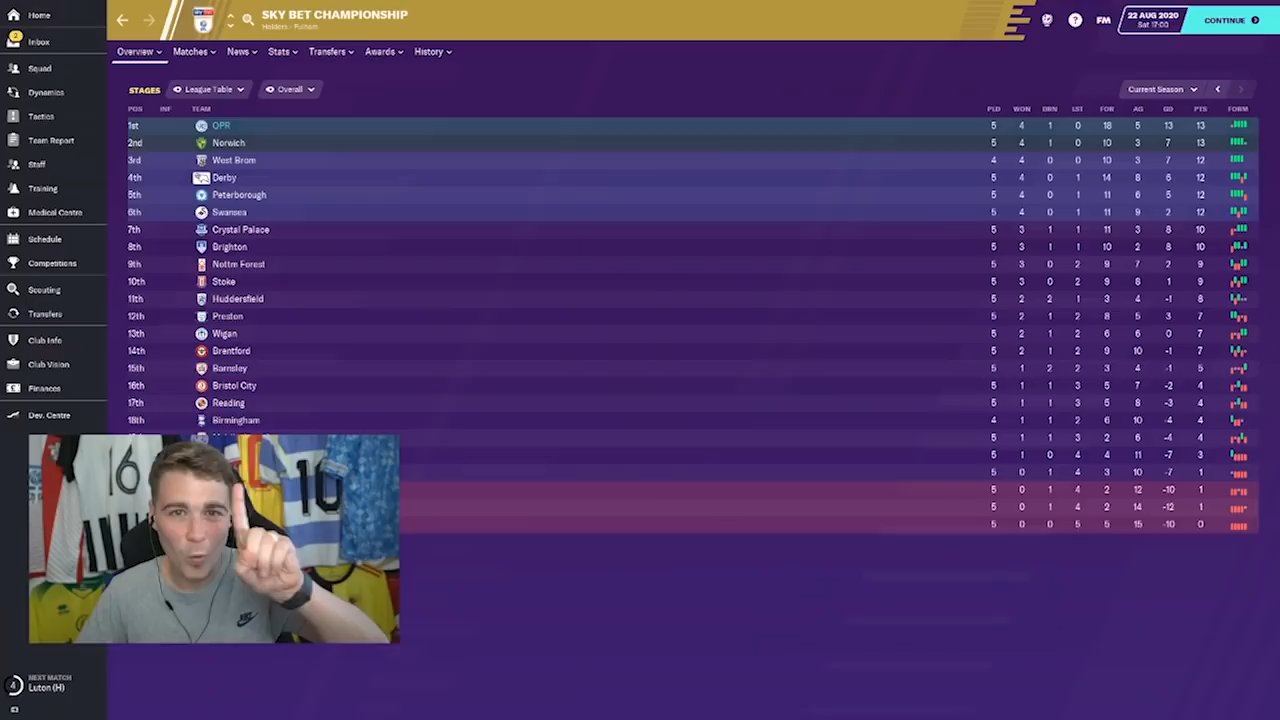 Home
SKY BET CHAMPIONSHIP
Holders - Fulham
? FM 22 AUG 2020 Sat 17:00 CONTINUE
2 Inbox
Overview Matches News Stats Transfers Awards History
Squad
Dynamics
Tactics
Team Report
Staff
Training
Medical Centre
Schedule
Competitions
Scouting
Transfers
Club Info
Club Vision
Finances
Dev. Centre
STAGES League Table Overall Current Season
POS INF TEAM PLD WON DRN LST FOR AG GD PTS FORM
1st QPR 5 4 1 0 18 5 13 13
2nd Norwich 5 4 1 0 10 3 7 13
3rd West Brom 4 4 0 0 10 3 7 12
4th Derby 5 4 0 1 14 8 6 12
5th Peterborough 5 4 0 1 11 6 5 12
6th Swansea 5 4 0 1 11 9 2 12
7th Crystal Palace 5 3 1 1 11 3 8 10
8th Brighton 5 3 1 1 10 2 8 10
9th Nottm Forest 5 3 0 2 9 7 2 9
10th Stoke 5 3 0 2 9 8 1 9
11th Huddersfield 5 2 2 1 3 4 -1 8
12th Preston 5 2 1 2 8 5 3 7
13th Wigan 5 2 1 2 6 6 0 7
14th Brentford 5 2 1 2 9 10 -1 7
15th Barnsley 5 1 2 2 3 4 -1 5
16th Bristol City 5 1 1 3 5 7 -2 4
17th Reading 5 1 1 3 5 8 -3 4
18th Birmingham 4 1 1 2 6 10 -4 4
5 1 1 3 2 6 -4 4
5 1 0 4 4 11 -7 3
5 0 1 4 3 10 -7 1
5 0 1 4 2 12 -10 1
5 0 1 4 2 14 -12 1
5 0 0 5 5 15 -10 0
16
10
4 NEXT MATCH
Luton (H)